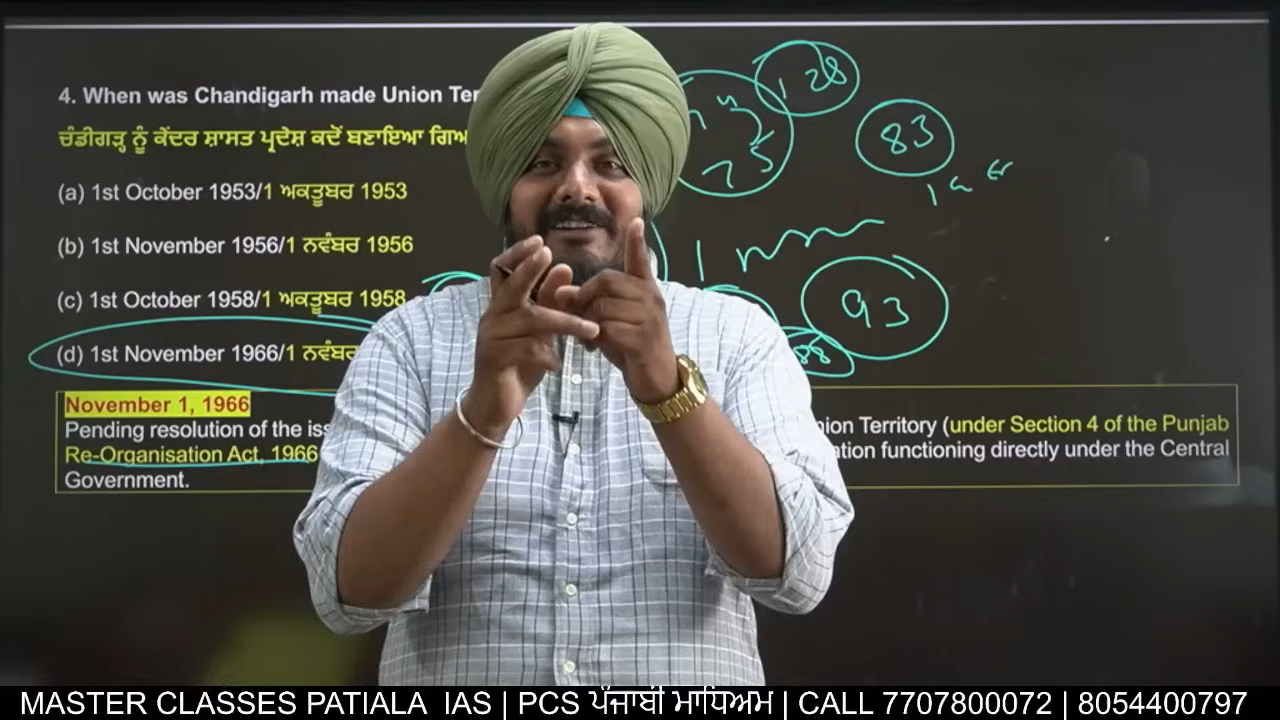 4. When was Chandigarh made Union
ਚੰਡੀਗੜ੍ਹ ਨੂੰ ਕੇਂਦਰ ਸ਼ਾਸਤ ਪ੍ਰਦੇਸ਼ ਕਦੋਂ ਬਣਾਇਆ
(a) 1st October 1953/1 ਅਕਤੂਬਰ 1953
(b) 1st November 1956/1 ਨਵੰਬਰ 1956
(c) 1st October 1958/1 ਅਕਤੂਬਰ 1958
(d) 1st November 1966/1 ਨਵੰਬਰ
128
83
75
93
88
November 1, 1966
Pending resolution of the Union Territory (under Section 4 of the Punjab
Re-Organisation Act, 1966 functioning directly under the Central
Government.
MASTER CLASSES PATIALA IAS | PCS ਪੰਜਾਬੀ ਮਾਧਿਅਮ | CALL 7707800072 | 8054400797